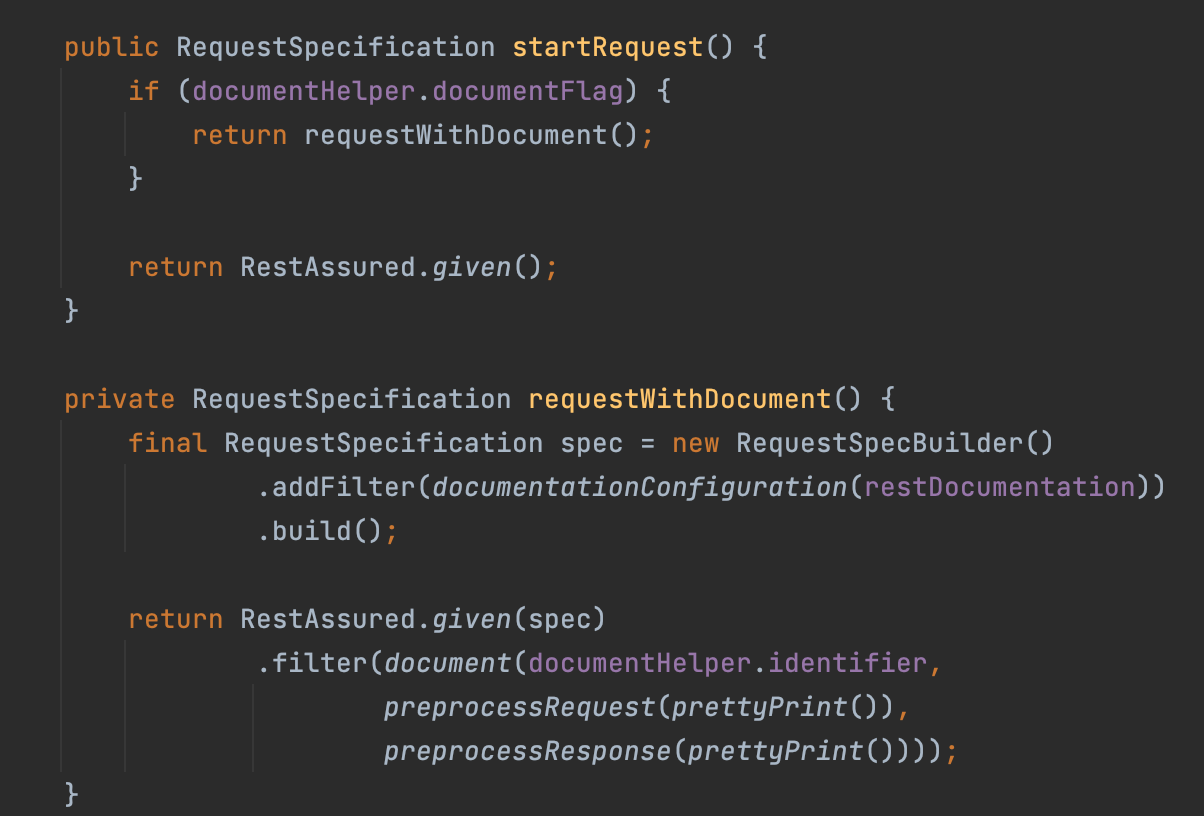 public RequestSpecification startRequest() {
    if (documentHelper.documentFlag) {
        return requestWithDocument();
    }

    return RestAssured.given();
}

private RequestSpecification requestWithDocument() {
    final RequestSpecification spec = new RequestSpecBuilder()
            .addFilter(documentationConfiguration(restDocumentation))
            .build();

    return RestAssured.given(spec)
            .filter(document(documentHelper.identifier,
                    preprocessRequest(prettyPrint()),
                    preprocessResponse(prettyPrint())));
}